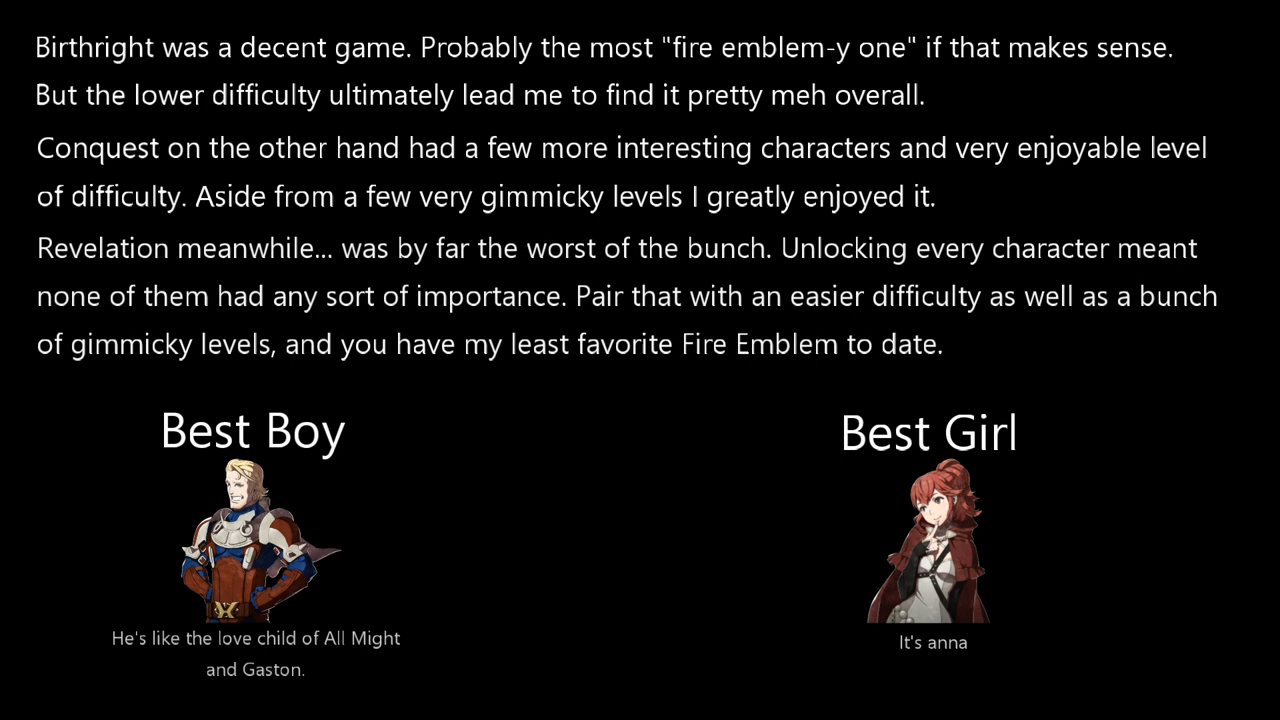 Birthright was a decent game. Probably the most "fire emblem-y one" if that makes sense.
But the lower difficulty ultimately lead me to find it pretty meh overall.
Conquest on the other hand had a few more interesting characters and very enjoyable level
of difficulty. Aside from a few very gimmicky levels I greatly enjoyed it.
Revelation meanwhile... was by far the worst of the bunch. Unlocking every character meant
none of them had any sort of importance. Pair that with an easier difficulty as well as a bunch
of gimmicky levels, and you have my least favorite Fire Emblem to date.
Best Boy
Best Girl
He's like the love child of All Might
and Gaston.
It's anna